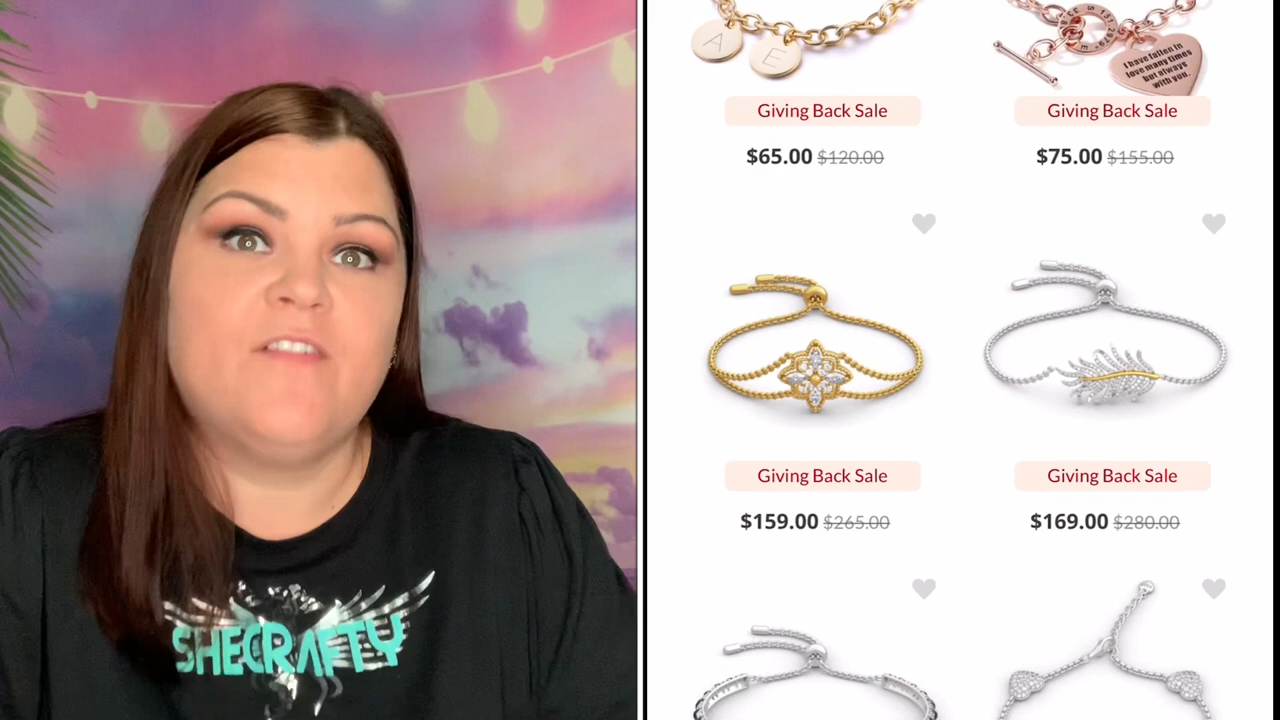 A
E
I have fallen in
love many times
but always
with you.
Giving Back Sale
Giving Back Sale
$65.00 $120.00
$75.00 $155.00
Giving Back Sale
Giving Back Sale
$159.00 $265.00
$169.00 $280.00
SHECRAFTY